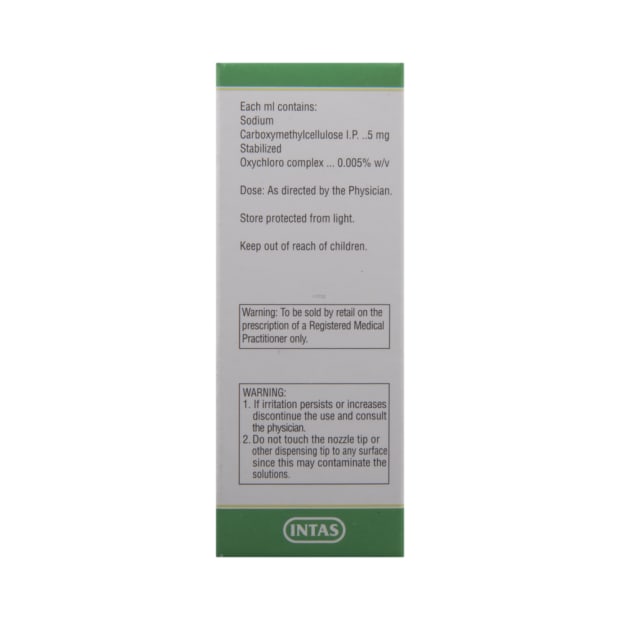 Each ml contains:
Sodium
Carboxymethylcellulose I.P. ..5 mg
Stabilized
Oxychloro complex ... 0.005% w/v
Dose: As directed by the Physician.
Store protected from light.
Keep out of reach of children.
Warning: To be sold by retail on the
prescription of a Registered Medical
Practitioner only.
WARNING:
1. If irritation persists or increases
discontinue the use and consult
the physician.
2. Do not touch the nozzle tip or
other dispensing tip to any surface
since this may contaminate the
solutions.
INTAS